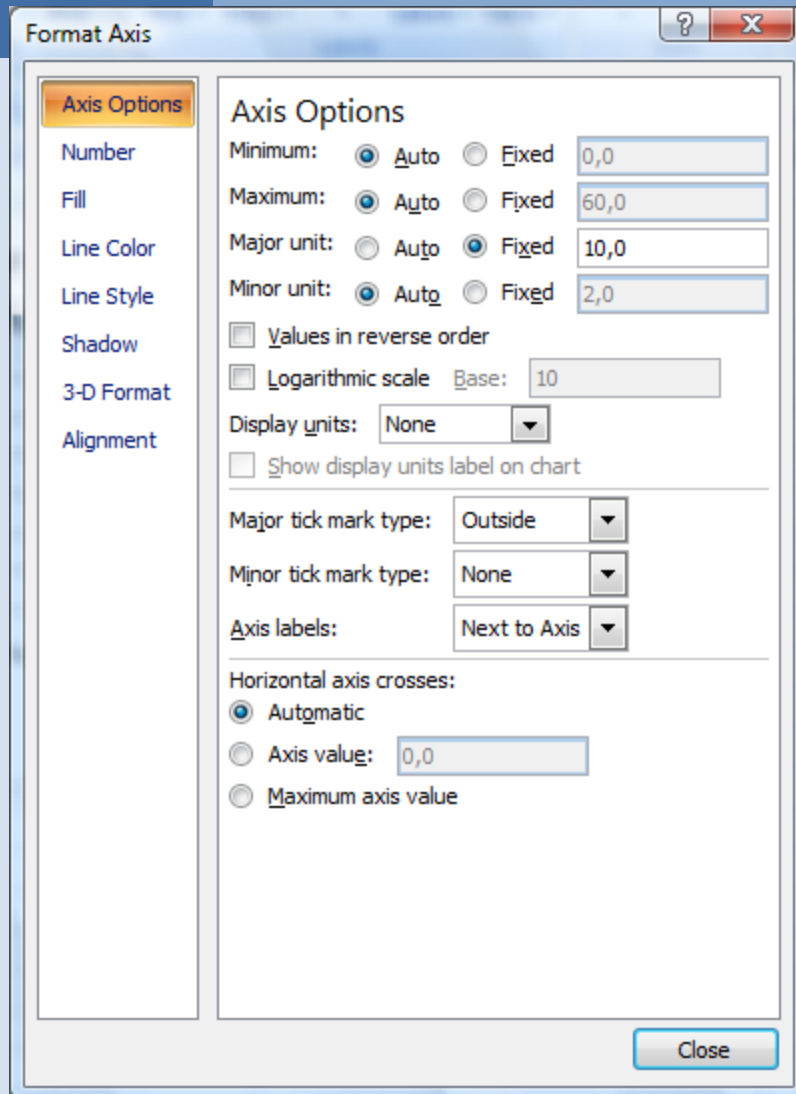 Format Axis
?
Axis Options
Number
Fill
Line Color
Line Style
Shadow
3-D Format
Alignment
Axis Options
Minimum: Auto Fixed 0,0
Maximum: Auto Fixed 60,0
Major unit: Auto Fixed 10,0
Minor unit: Auto Fixed 2,0
Values in reverse order
Logarithmic scale Base: 10
Display units: None
Show display units label on chart
Major tick mark type: Outside
Minor tick mark type: None
Axis labels: Next to Axis
Horizontal axis crosses:
Automatic
Axis value: 0,0
Maximum axis value
Close